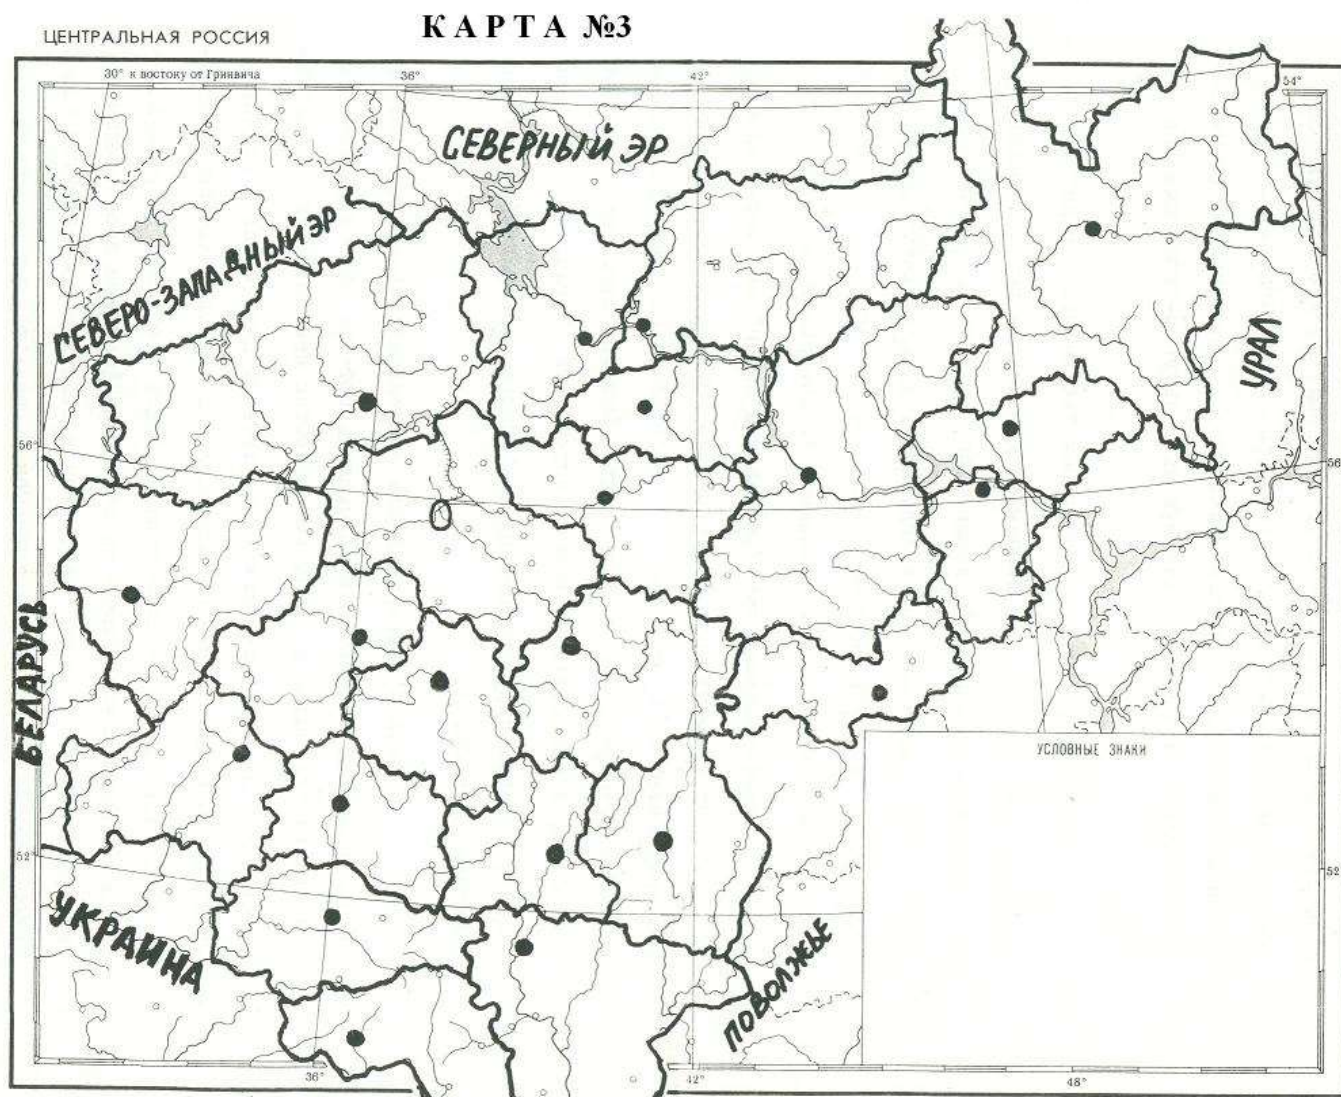 КАРТА №3
ЦЕНТРАЛЬНАЯ РОССИЯ
30° к востоку от Гринвича
36°
42°
54°
СЕВЕРНЫЙ ЭР
СЕВЕРО-ЗАПАДНЫЙ ЭР
УРАЛ
56°
56
БЕЛАРУСЬ
УСЛОВНЫЕ ЗНАКИ
52°
52
УКРАИНА
ПОВОЛЖЬЕ
36°
42°
48°